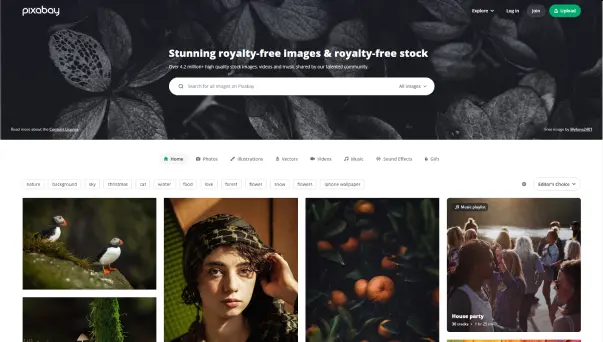 pixabay
Explore Log in Join Upload
Stunning royalty-free images & royalty-free stock
Over 4.2 million+ high quality stock images, videos and music shared by our talented community.
Search for all images on Pixabay
All images
Read more about the Content License
Free image by
Home Photos Illustrations Vectors Videos Music Sound Effects Gifs
nature background sky christmas cat winter food love forest flower snow flowers iphone wallpaper
Editor's Choice
Music playlist
House party
30 tracks • 1 hr 25